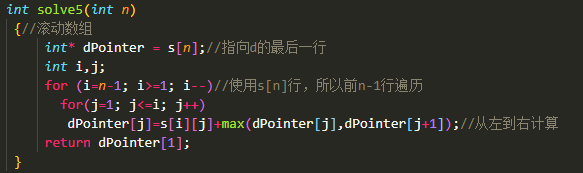 int solve5(int n)
{//滚动数组
int* dPointer = s[n];//指向d的最后一行
int i,j;
for (i=n-1; i>=1; i--)//使用s[n]行，所以前n-1行遍历
for(j=1; j<=i; j++)
dPointer[j]=s[i][j]+max(dPointer[j],dPointer[j+1]);//从左到右计算
return dPointer[1];
}